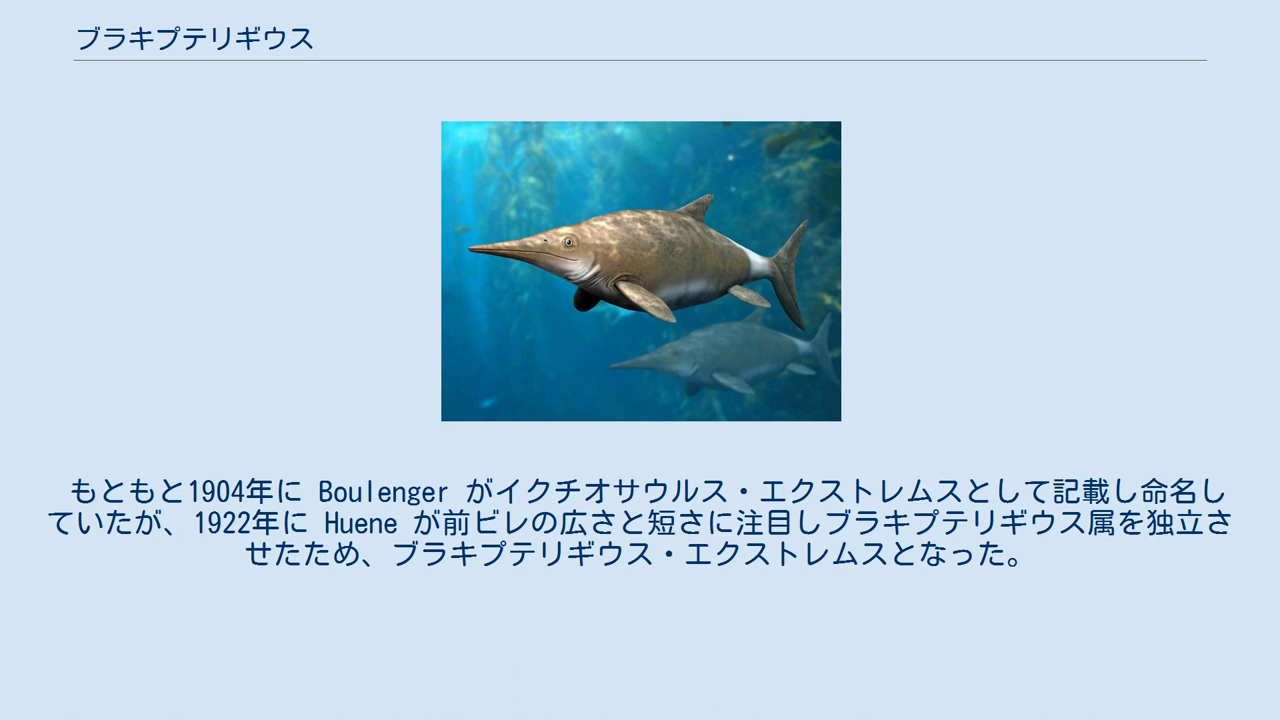 ブラキプテリギウス
もともと1904年に Boulenger がイクチオサウルス・エクストレムスとして記載し命名し
ていたが、1922年に Huene が前ビレの広さと短さに注目しブラキプテリギウス属を独立さ
せたため、ブラキプテリギウス・エクストレムスとなった。